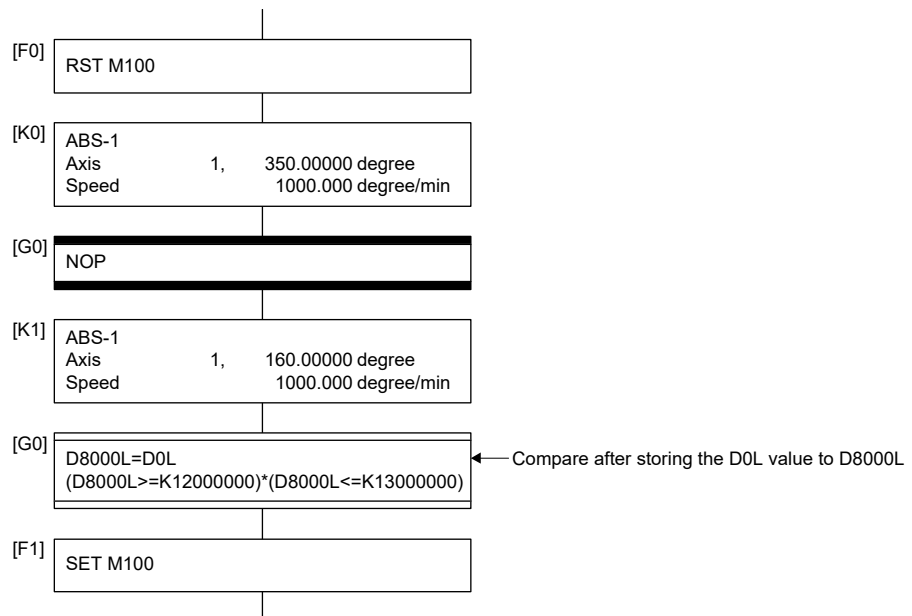 [F0]
RST M100
[K0]
ABS-1
Axis 1, 350.00000 degree
Speed 1000.000 degree/min
[G0]
NOP
[K1]
ABS-1
Axis 1, 160.00000 degree
Speed 1000.000 degree/min
[G0]
D8000L=D0L
(D8000L>=K12000000)*(D8000L<=K13000000)
Compare after storing the D0L value to D8000L
[F1]
SET M100